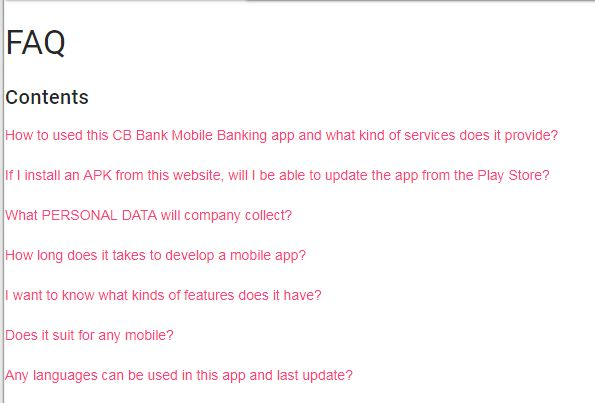 FAQ
Contents
How to used this CB Bank Mobile Banking app and what kind of services does it provide?
If I install an APK from this website, will I be able to update the app from the Play Store?
What PERSONAL DATA will company collect?
How long does it takes to develop a mobile app?
I want to know what kinds of features does it have?
Does it suit for any mobile?
Any languages can be used in this app and last update?